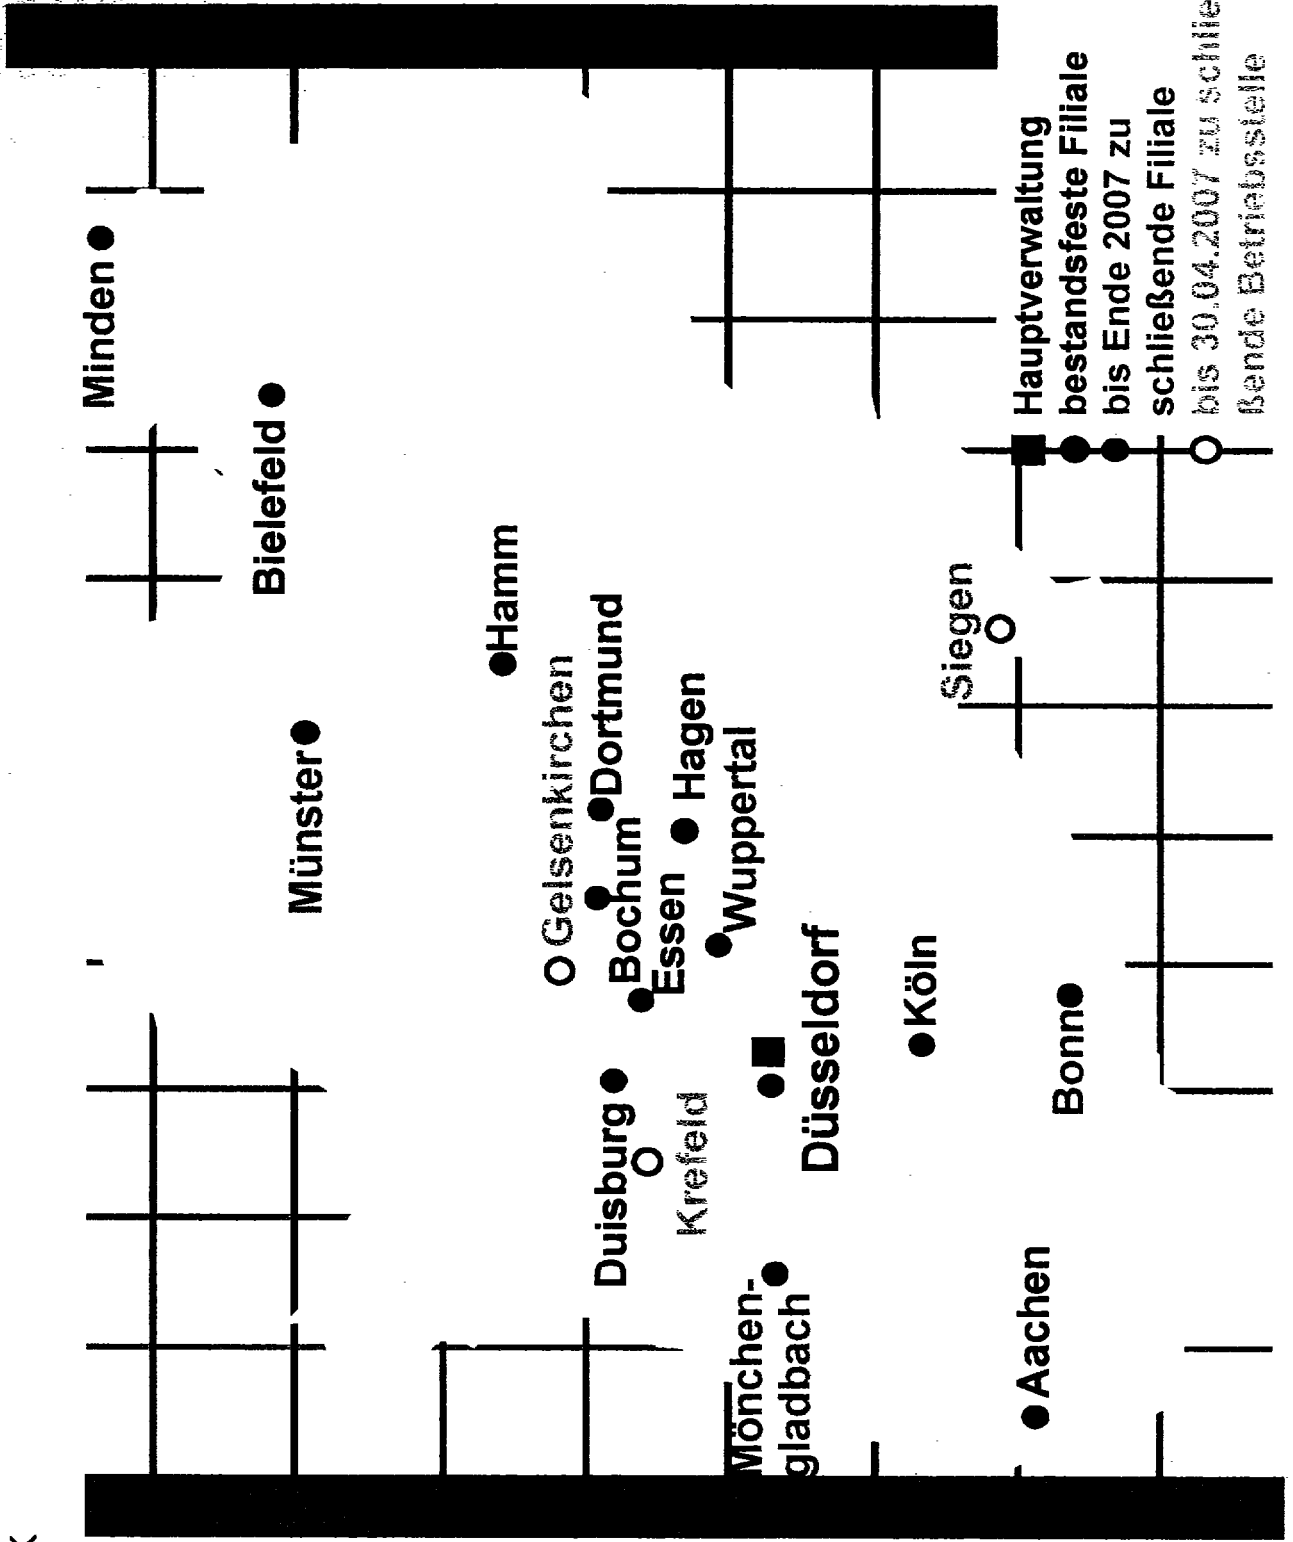 Minden
Bielefeld
Münster
Hamm
Gelsenkirchen
Dortmund
Duisburg
Bochum
Essen
Hagen
Krefeld
Wuppertal
Mönchen-
gladbach
Düsseldorf
Köln
Siegen
Aachen
Bonn
Hauptverwaltung
bestandsfeste Filiale
bis Ende 2007 zu
schließende Filiale
bis 30.04.2007 zu schlie
ßende Betriebsstelle